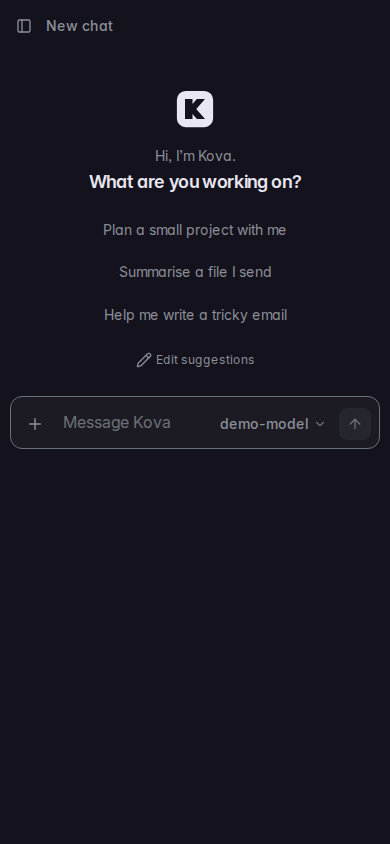 New chat
K
Hi, I'm Kova.
What are you working on?
Plan a small project with me
Summarise a file I send
Help me write a tricky email
Edit suggestions
Message Kova
demo-model